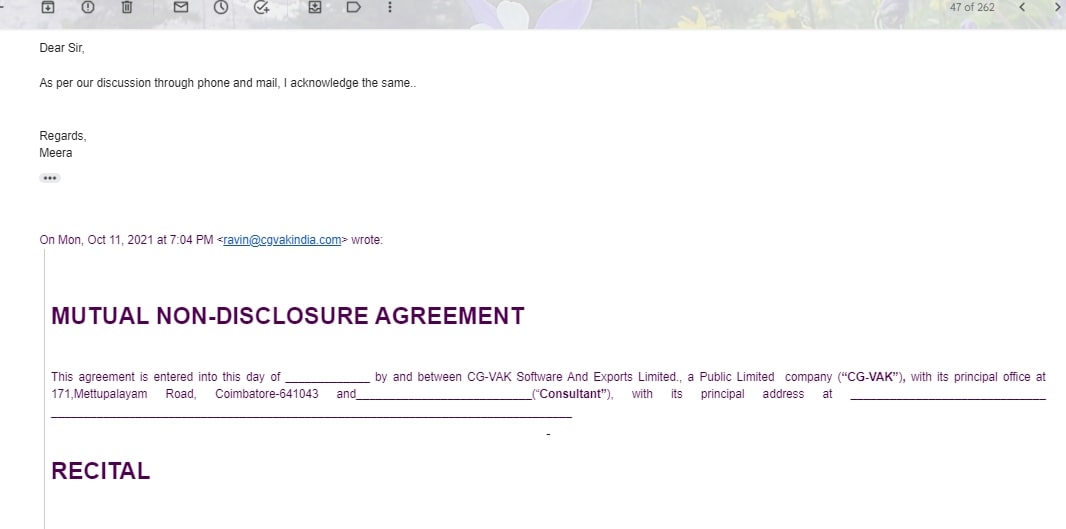 47 of 262
Dear Sir,
As per our discussion through phone and mail, I acknowledge the same..
Regards,
Meera
On Mon, Oct 11, 2021 at 7:04 PM <ravin@cgvakindia.com> wrote:
MUTUAL NON-DISCLOSURE AGREEMENT
This agreement is entered into this day of _____________ by and between CG-VAK Software And Exports Limited., a Public Limited company (“CG-VAK”), with its principal office at
171,Mettupalayam Road, Coimbatore-641043 and___________________________(“Consultant”), with its principal address at ______________________________
________________________________________________________________________________
-
RECITAL